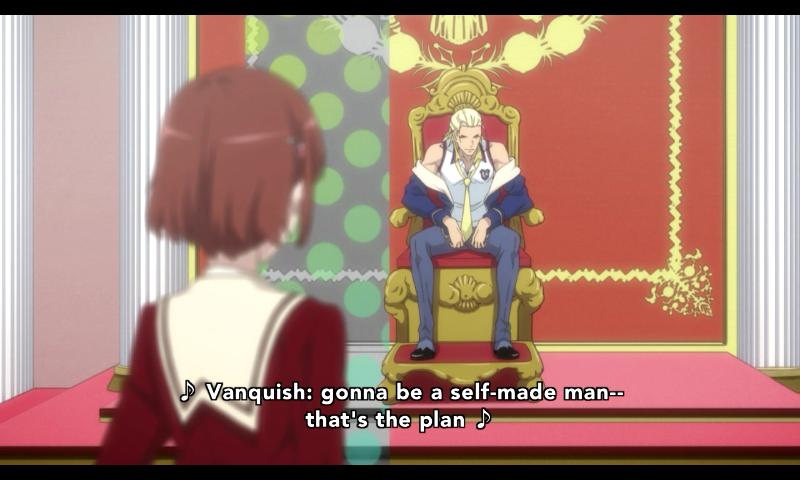 ♪ Vanquish: gonna be a self-made man--
that's the plan ♪